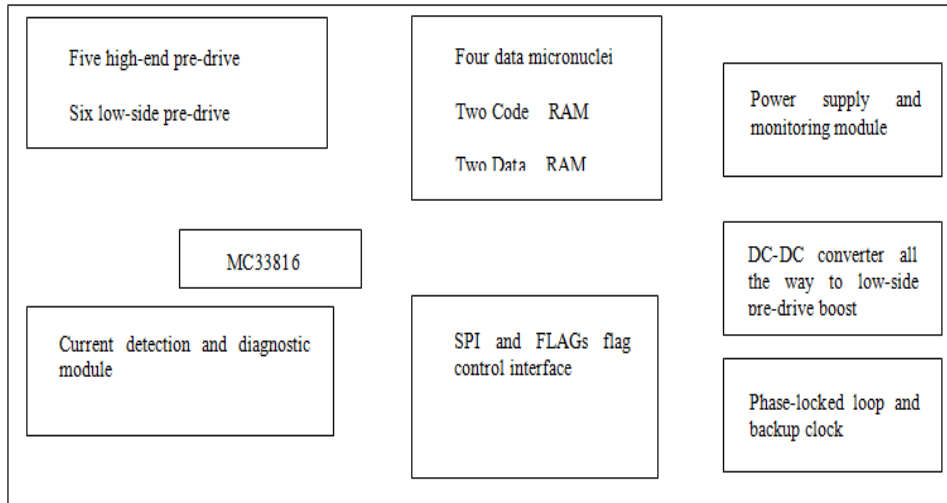 Five high-end pre-drive
Six low-side pre-drive
Four data micronuclei
Two Code RAM
Two Data RAM
Power supply and
monitoring module
MC33816
DC-DC converter all
the way to low-side
pre-drive boost
Current detection and diagnostic
module
SPI and FLAGs flag
control interface
Phase-locked loop and
backup clock